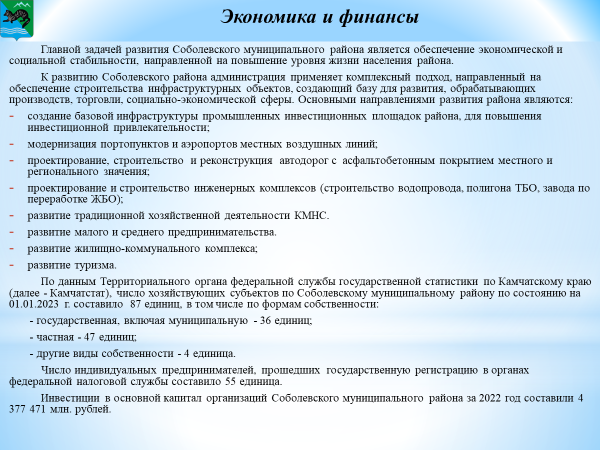 Экономика и финансы
Главной задачей развития Соболевского муниципального района является обеспечение экономической и
социальной стабильности, направленной на повышение уровня жизни населения района.
К развитию Соболевского района администрация применяет комплексный подход, направленный на
обеспечение строительства инфраструктурных объектов, создающий базу для развития, обрабатывающих
производств, торговли, социально-экономической сферы. Основными направлениями развития района являются:
- создание базовой инфраструктуры промышленных инвестиционных площадок района, для повышения
инвестиционной привлекательности;
- модернизация портопунктов и аэропортов местных воздушных линий;
- проектирование, строительство и реконструкция автодорог с асфальтобетонным покрытием местного и
регионального значения;
- проектирование и строительство инженерных комплексов (строительство водопровода, полигона ТБО, завода по
переработке ЖБО);
- развитие традиционной хозяйственной деятельности КМНС.
- развитие малого и среднего предпринимательства.
- развитие жилищно-коммунального комплекса;
- развитие туризма.
По данным Территориального органа федеральной службы государственной статистики по Камчатскому краю
(далее - Камчатстат), число хозяйствующих субъектов по Соболевскому муниципальному району по состоянию на
01.01.2023 г. составило 87 единиц, в том числе по формам собственности:
- государственная, включая муниципальную - 36 единиц;
- частная - 47 единиц;
- другие виды собственности - 4 единица.
Число индивидуальных предпринимателей, прошедших государственную регистрацию в органах
федеральной налоговой службы составило 55 единица.
Инвестиции в основной капитал организаций Соболевского муниципального района за 2022 год составили 4
377 471 млн. рублей.